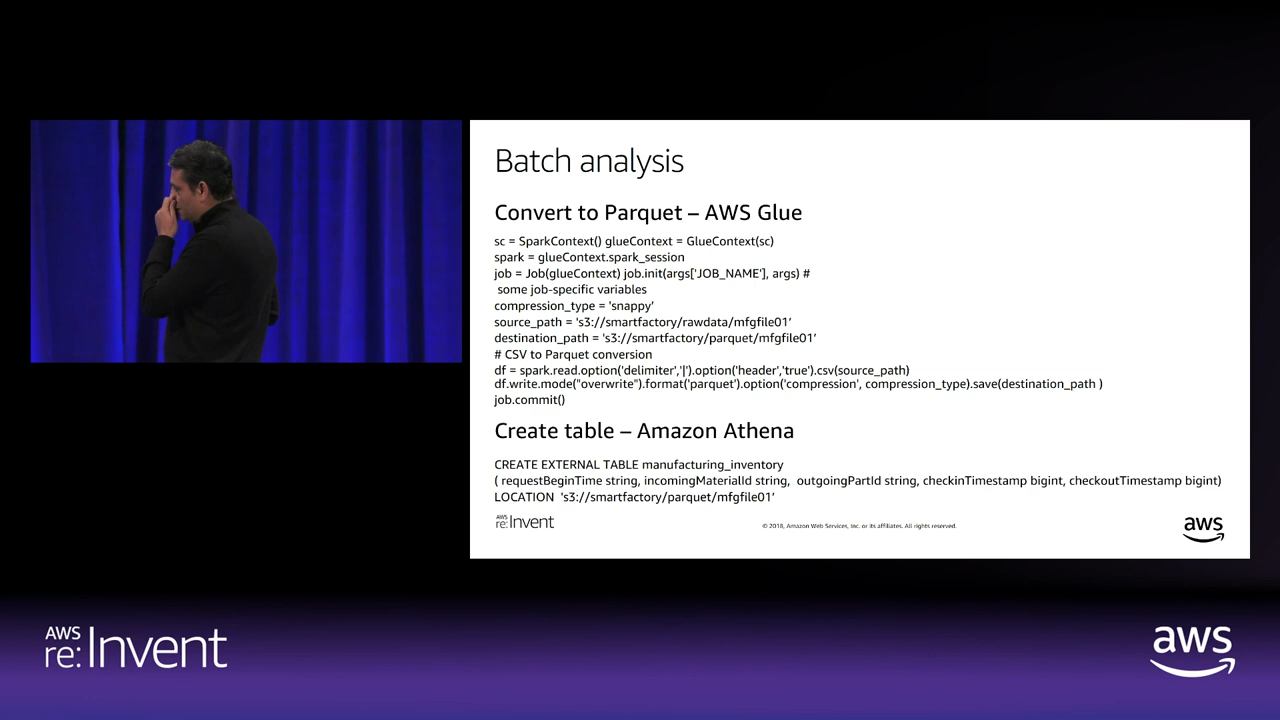 Batch analysis
Convert to Parquet – AWS Glue
sc = SparkContext() glueContext = GlueContext(sc)
spark = glueContext.spark_session
job = Job(glueContext) job.init(args['JOB_NAME'], args) #
some job-specific variables
compression_type = 'snappy’
source_path = 's3://smartfactory/rawdata/mfgfile01’
destination_path = 's3://smartfactory/parquet/mfgfile01’
# CSV to Parquet conversion
df = spark.read.option('delimiter','|').option('header','true').csv(source_path)
df.write.mode("overwrite").format('parquet').option('compression', compression_type).save(destination_path )
job.commit()
Create table – Amazon Athena
CREATE EXTERNAL TABLE manufacturing_inventory
( requestBeginTime string, incomingMaterialId string, outgoingPartId string, checkinTimestamp bigint, checkoutTimestamp bigint)
LOCATION 's3://smartfactory/parquet/mfgfile01’
AWS
re:Invent
© 2018, Amazon Web Services, Inc. or its affiliates. All rights reserved.
aws
AWS
re:Invent
aws